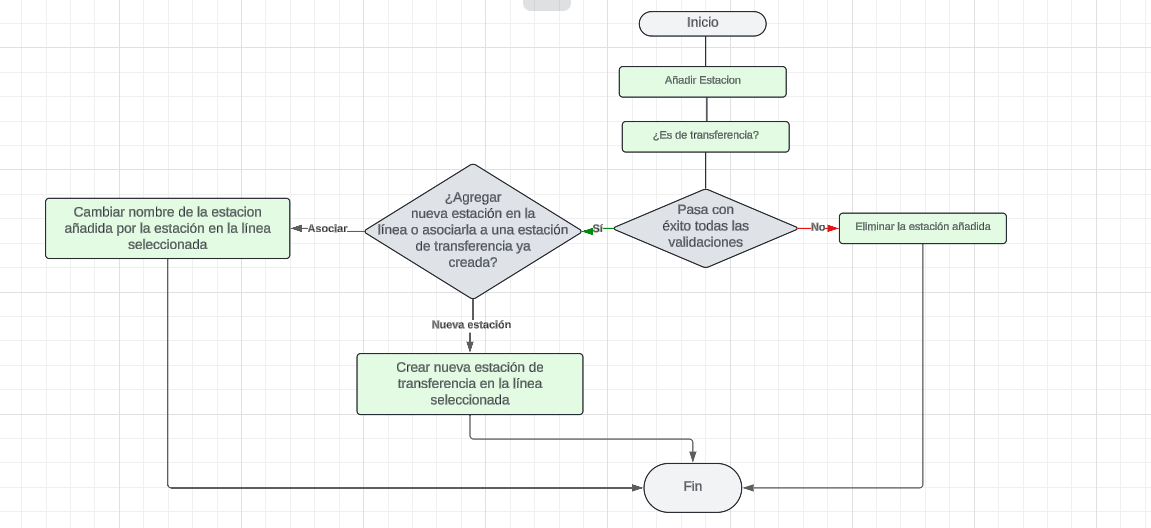 Inicio
Añadir Estacion
¿Es de transferencia?
Pasa con
éxito todas las
validaciones
No
Eliminar la estación añadida
Sí
¿Agregar
nueva estación en la
línea o asociarla a una estación
de transferencia ya
creada?
Asociar
Cambiar nombre de la estacion
añadida por la estación en la línea
seleccionada
Nueva estación
Crear nueva estación de
transferencia en la línea
seleccionada
Fin